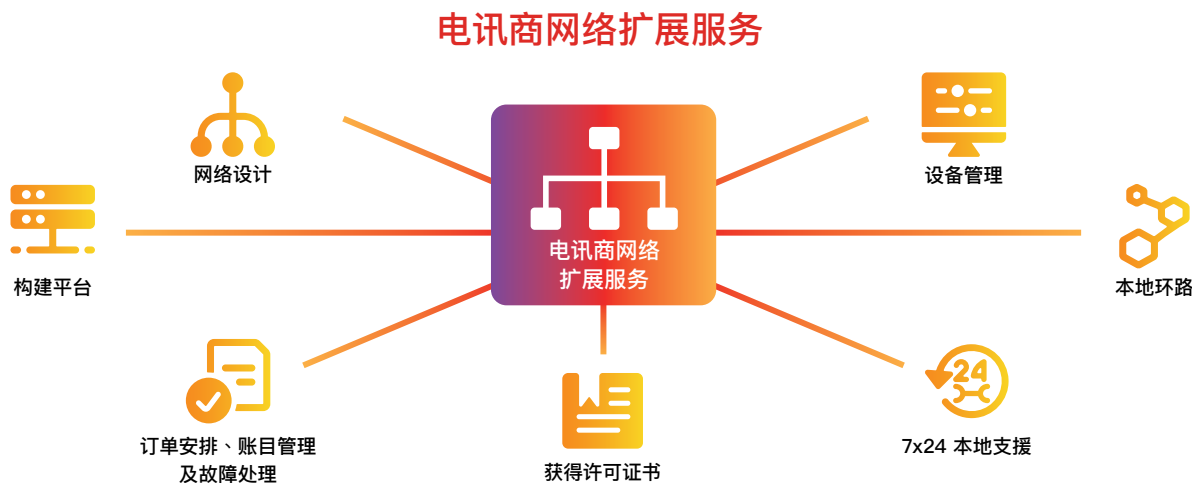 电讯商网络扩展服务
网络设计
设备管理
电讯商网络
扩展服务
构建平台
本地环路
24
订单安排、账目管理
及故障处理
获得许可证书
7x24 本地支援